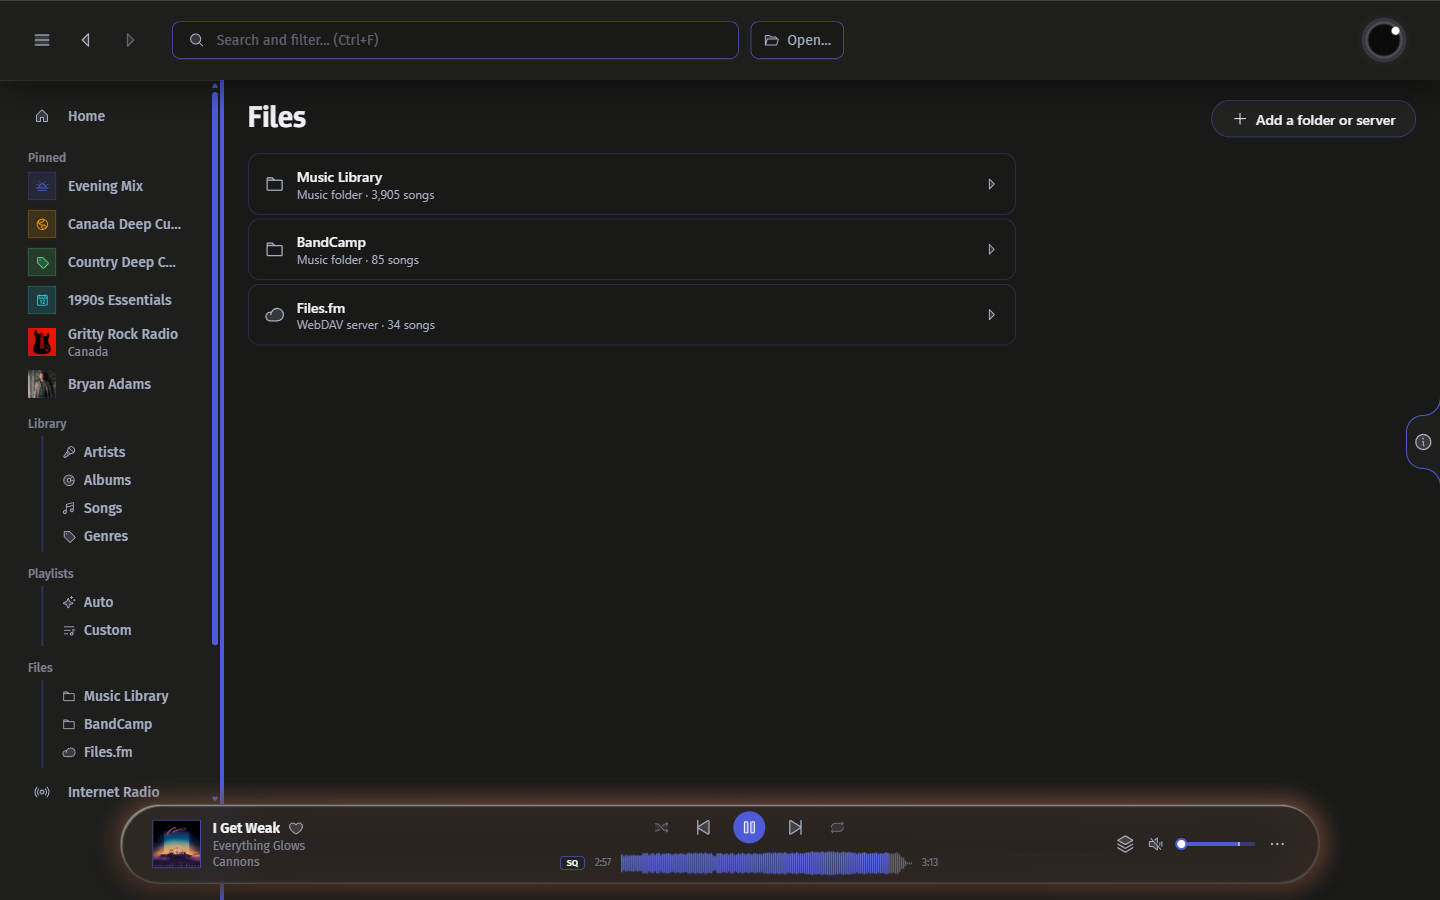 Search and filter... (Ctrl+F)
Open...
Home
Pinned
Evening Mix
Canada Deep Cu...
Country Deep C...
1990s Essentials
Gritty Rock Radio
Canada
Bryan Adams
Library
Artists
Albums
Songs
Genres
Playlists
Auto
Custom
Files
Music Library
BandCamp
Files.fm
Internet Radio
Files
Add a folder or server
Music Library
Music folder · 3,905 songs
BandCamp
Music folder · 85 songs
Files.fm
WebDAV server · 34 songs
I Get Weak
Everything Glows
Cannons
SQ
2:57
3:13